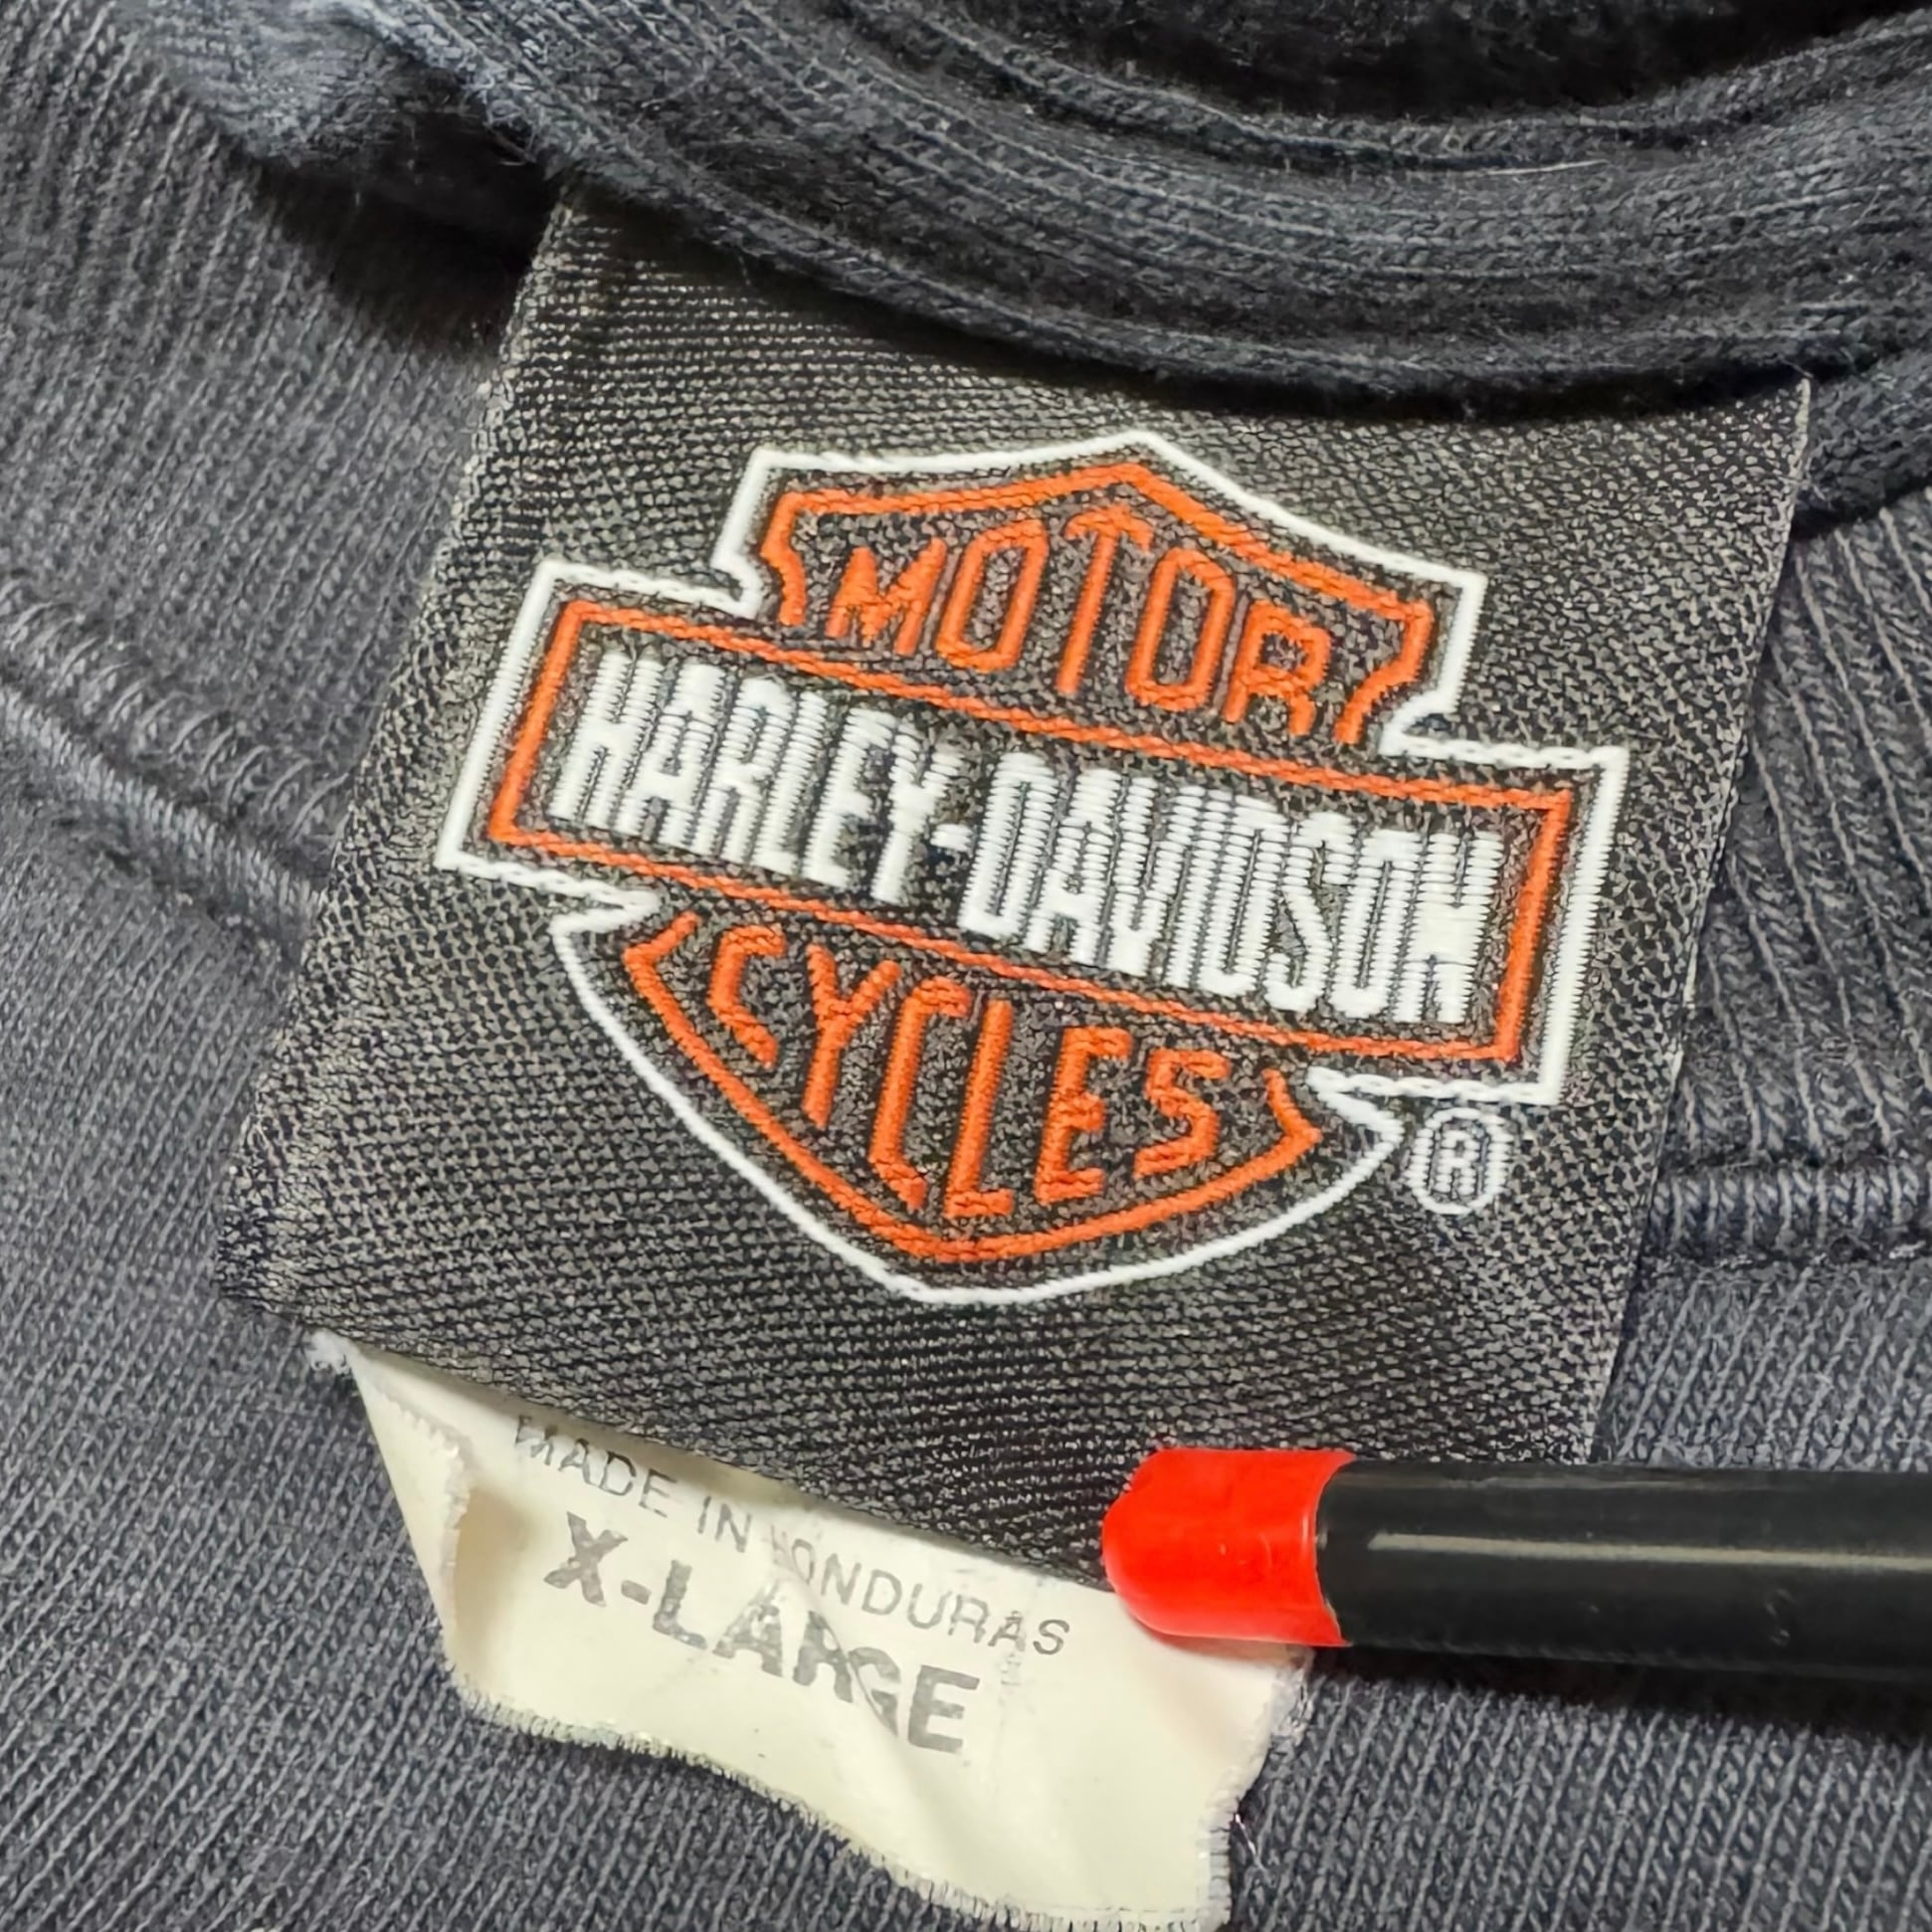 MOTOR
HARLEY-DAVIDSON
CYCLES
®
MADE IN HONDURAS
X-LARGE